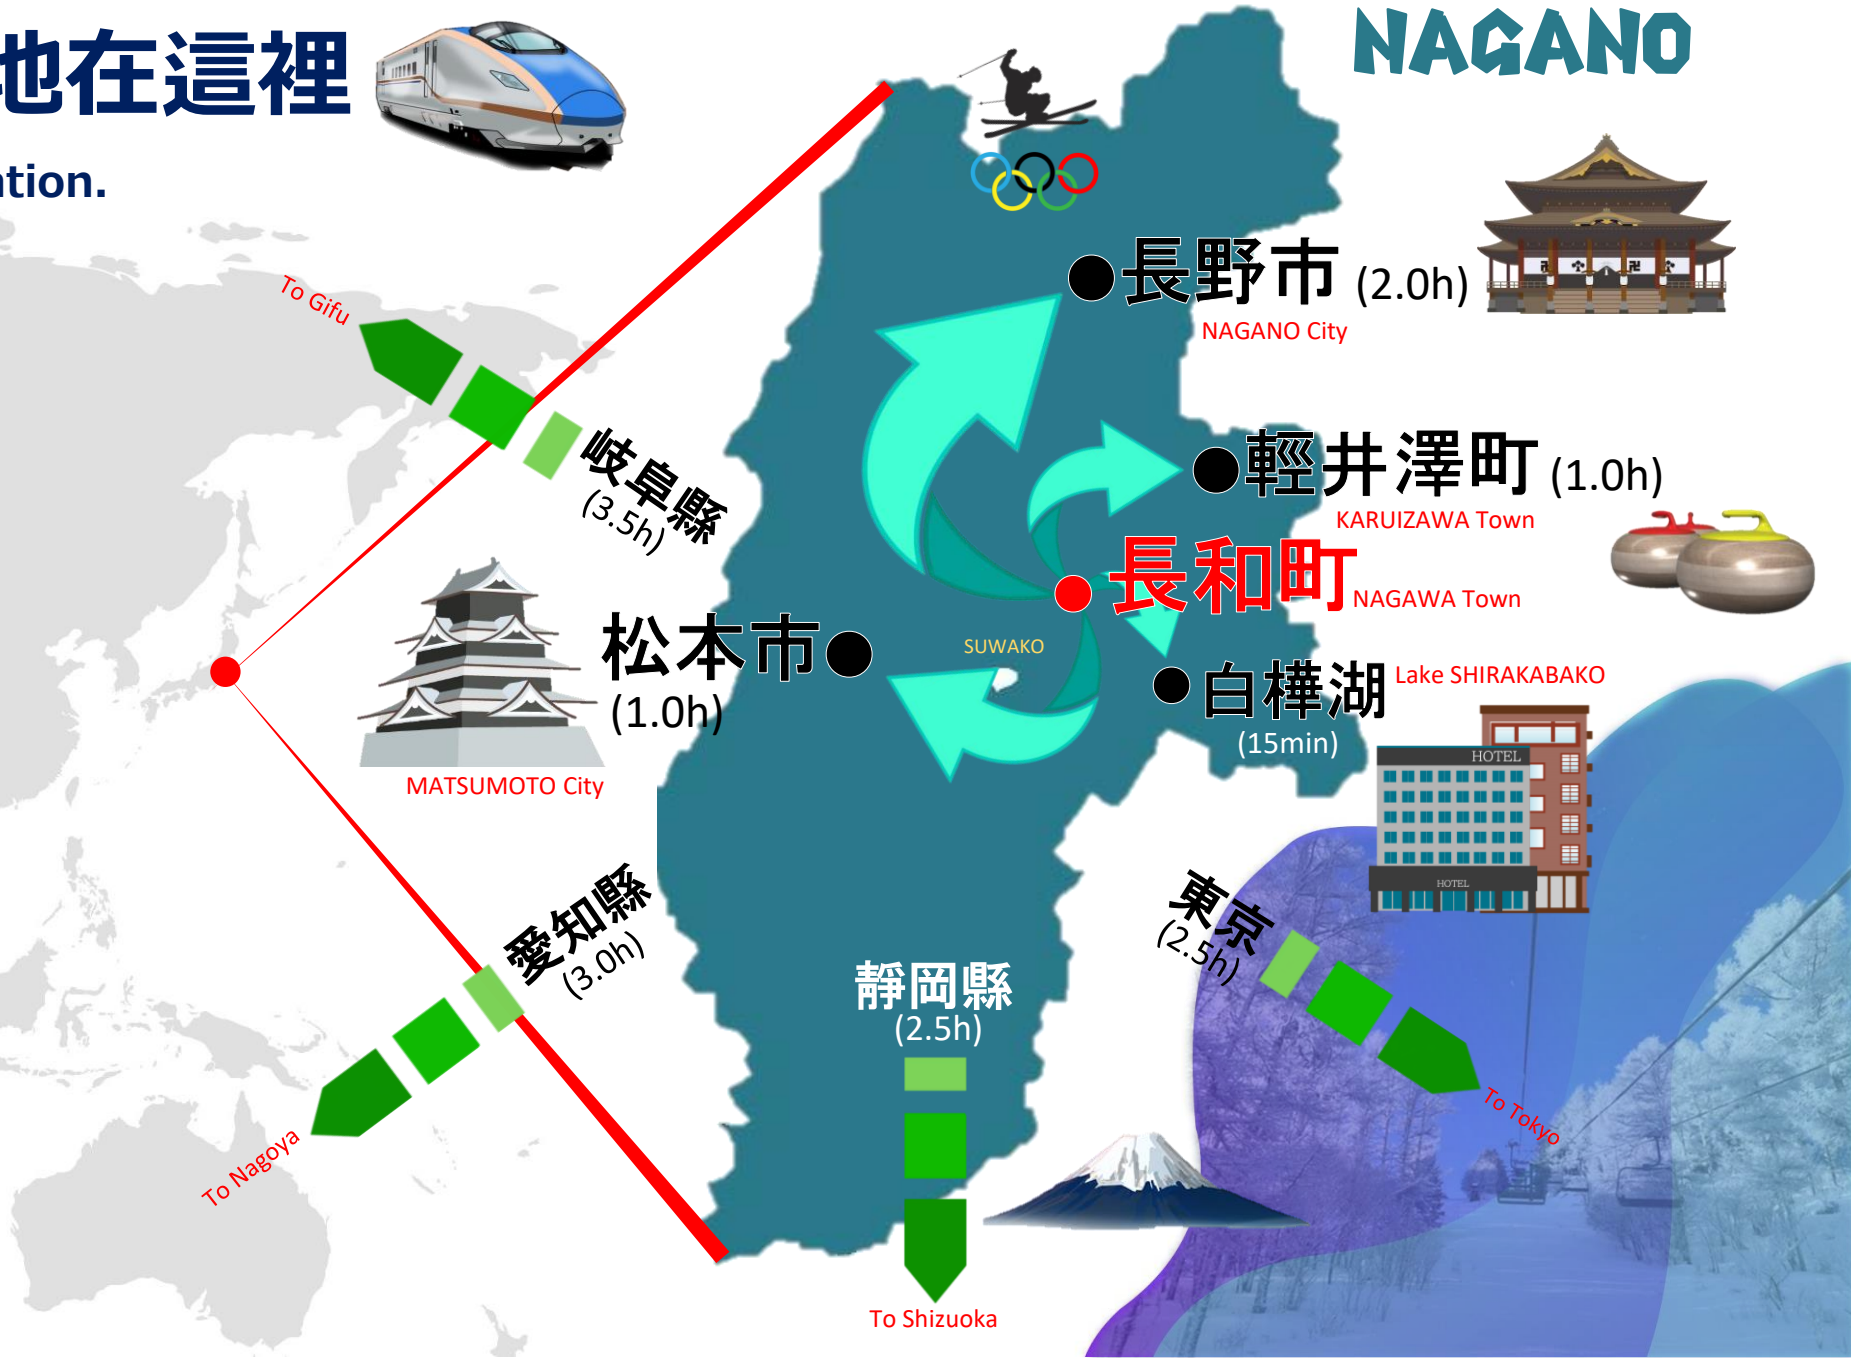 地在這裡
ation.
NAGANO
To Gifu
岐阜縣
(3.5h)
長野市 (2.0h)
NAGANO City
輕井澤町 (1.0h)
KARUIZAWA Town
長和町 NAGAWA Town
松本市
(1.0h)
MATSUMOTO City
SUWAKO
白樺湖 Lake SHIRAKABAKO
(15min)
HOTEL
HOTEL
愛知縣
(3.0h)
To Nagoya
靜岡縣
(2.5h)
To Shizuoka
東京
(2.5h)
To Tokyo